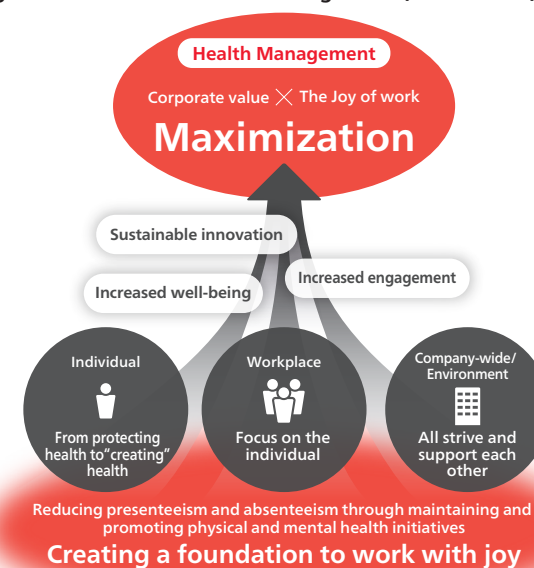 Health Management
Corporate value × The Joy of work
Maximization
Sustainable innovation
Increased engagement
Increased well-being
Individual
From protecting
health to“creating”
health
Workplace
Focus on the
individual
Company-wide/
Environment
All strive and
support each
other
Reducing presenteeism and absenteeism through maintaining and
promoting physical and mental health initiatives
Creating a foundation to work with joy